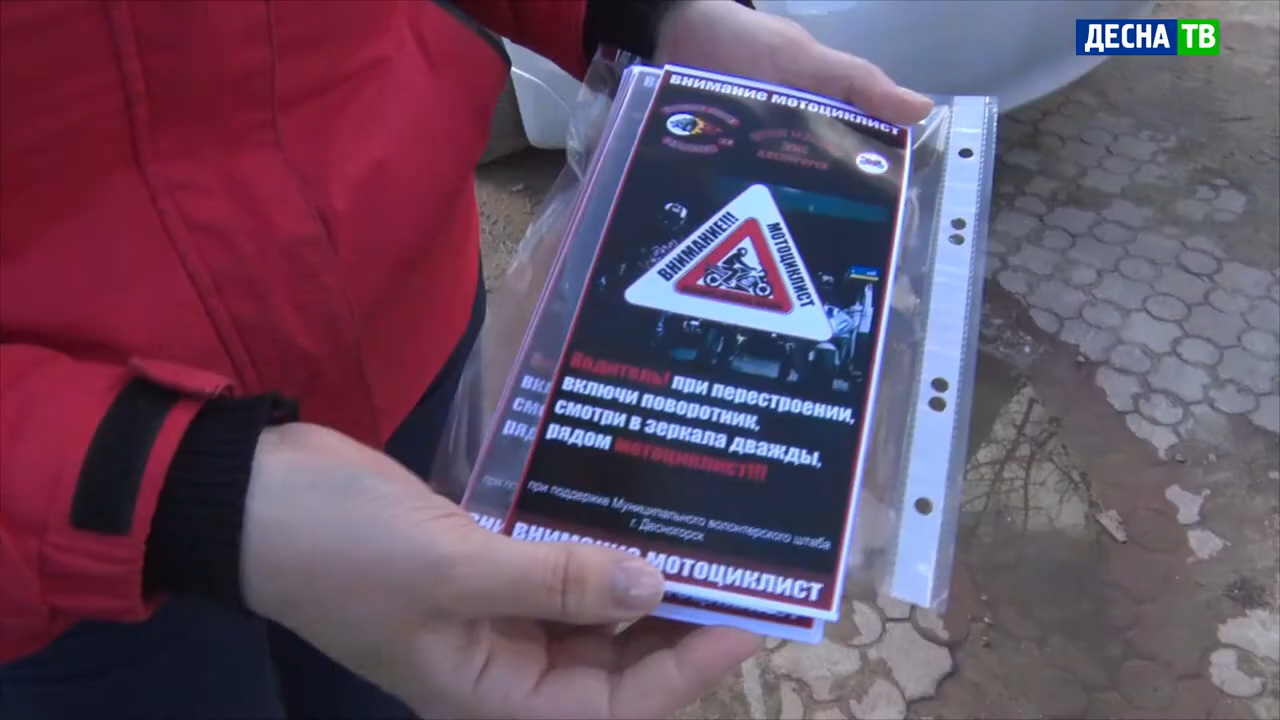 ДЕСНА ТВ
ВНИМАНИЕ МОТОЦИКЛИСТ
ДЕСНОГОРСК
ВНИМАНИЕ!!!
МОТОЦИКЛИСТ
Водитель! при перестроении,
включи поворотник,
смотри в зеркала дважды,
рядом мотоциклист!!!
при поддержке Муниципального волонтерского штаба
г. Десногорск
ВНИМАНИЕ МОТОЦИКЛИСТ